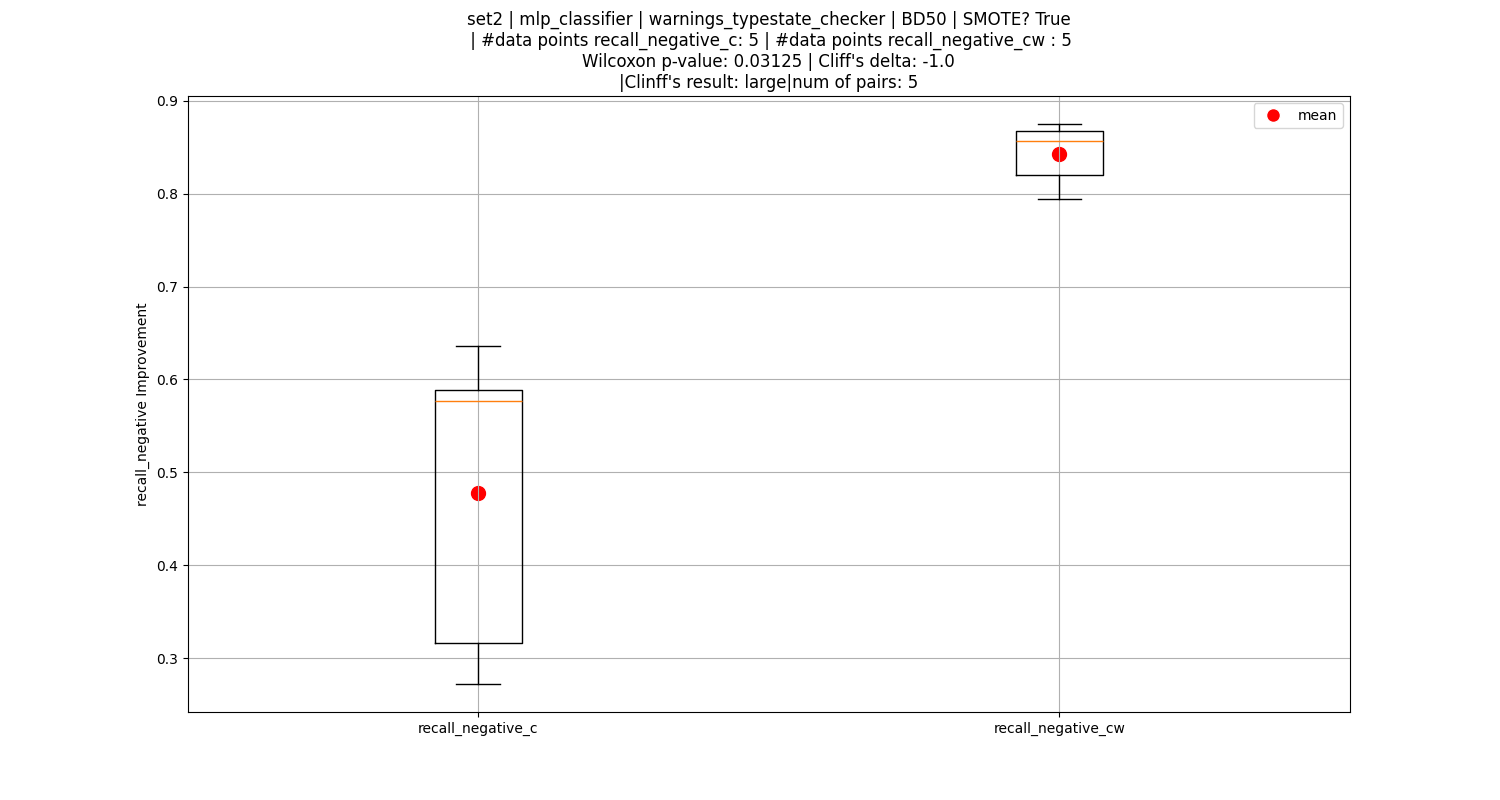 set2 | mlp_classifier | warnings_typestate_checker | BD50 | SMOTE? True
| #data points recall_negative_c: 5 | #data points recall_negative_cw : 5
Wilcoxon p-value: 0.03125 | Cliff's delta: -1.0
|Clinff's result: large|num of pairs: 5
mean
0.9
0.8
0.7
0.6
0.5
0.4
0.3
recall_negative Improvement
recall_negative_c
recall_negative_cw